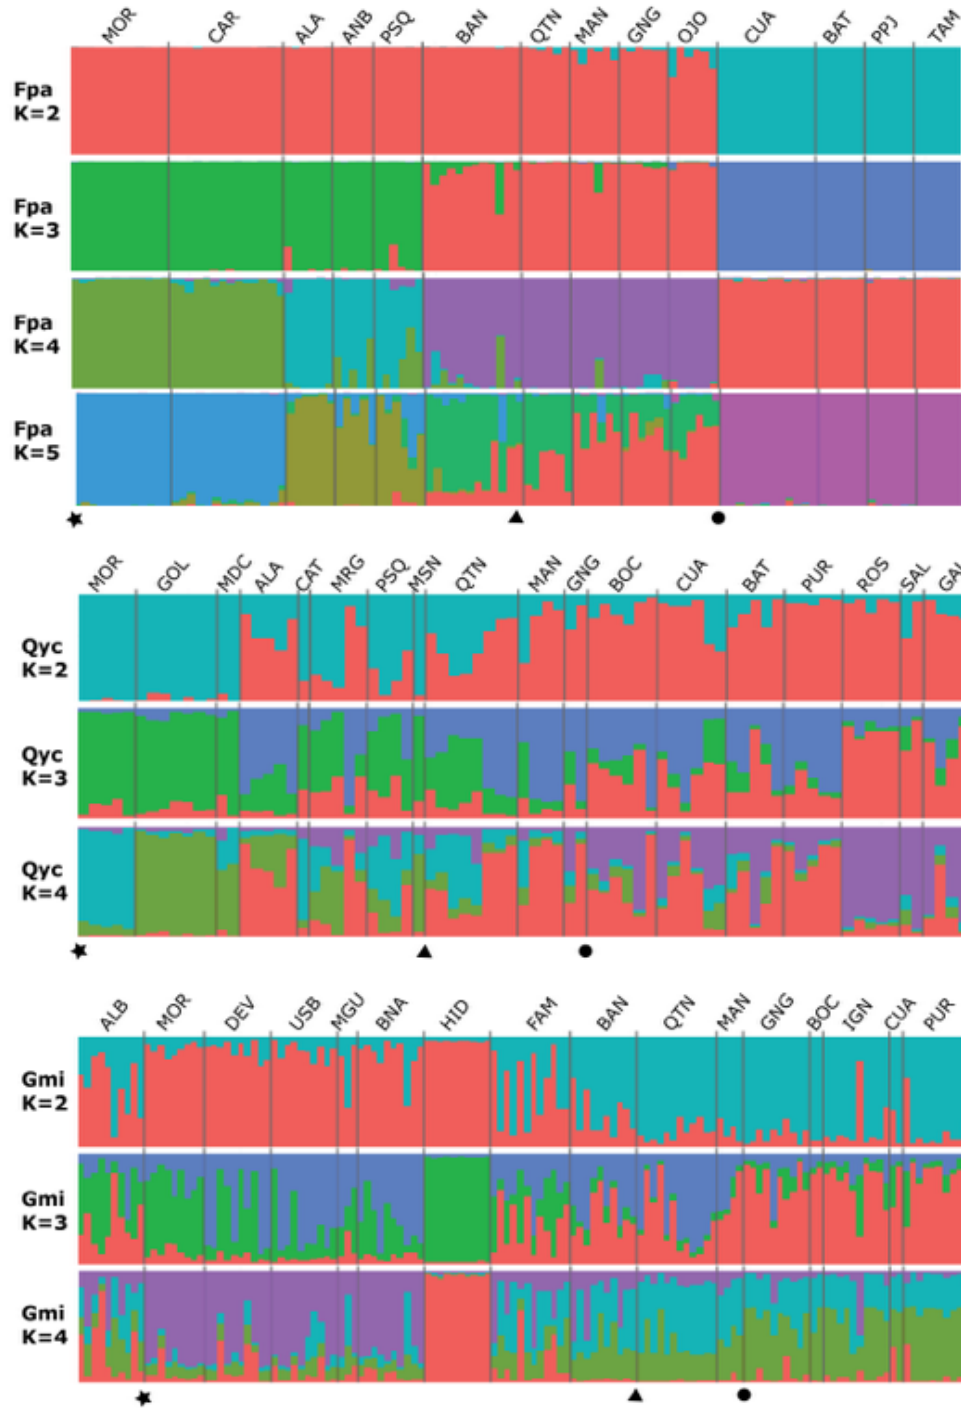 MOR CAR ALA ANB PSQ BAN QTN MAN GNG OJO CUA BAT PPJ TAM
Fpa
K=2
Fpa
K=3
Fpa
K=4
Fpa
K=5
MOR GOL MDC ALA CAT MRG PSQ MSN QTN MAN GNG BOC CUA BAT PUR ROS SAL GAL
Qyc
K=2
Qyc
K=3
Qyc
K=4
ALB MOR DEV USB MGU BNA HID FAM BAN QTN MAN GNG BOC IGN CUA PUR
Gmi
K=2
Gmi
K=3
Gmi
K=4